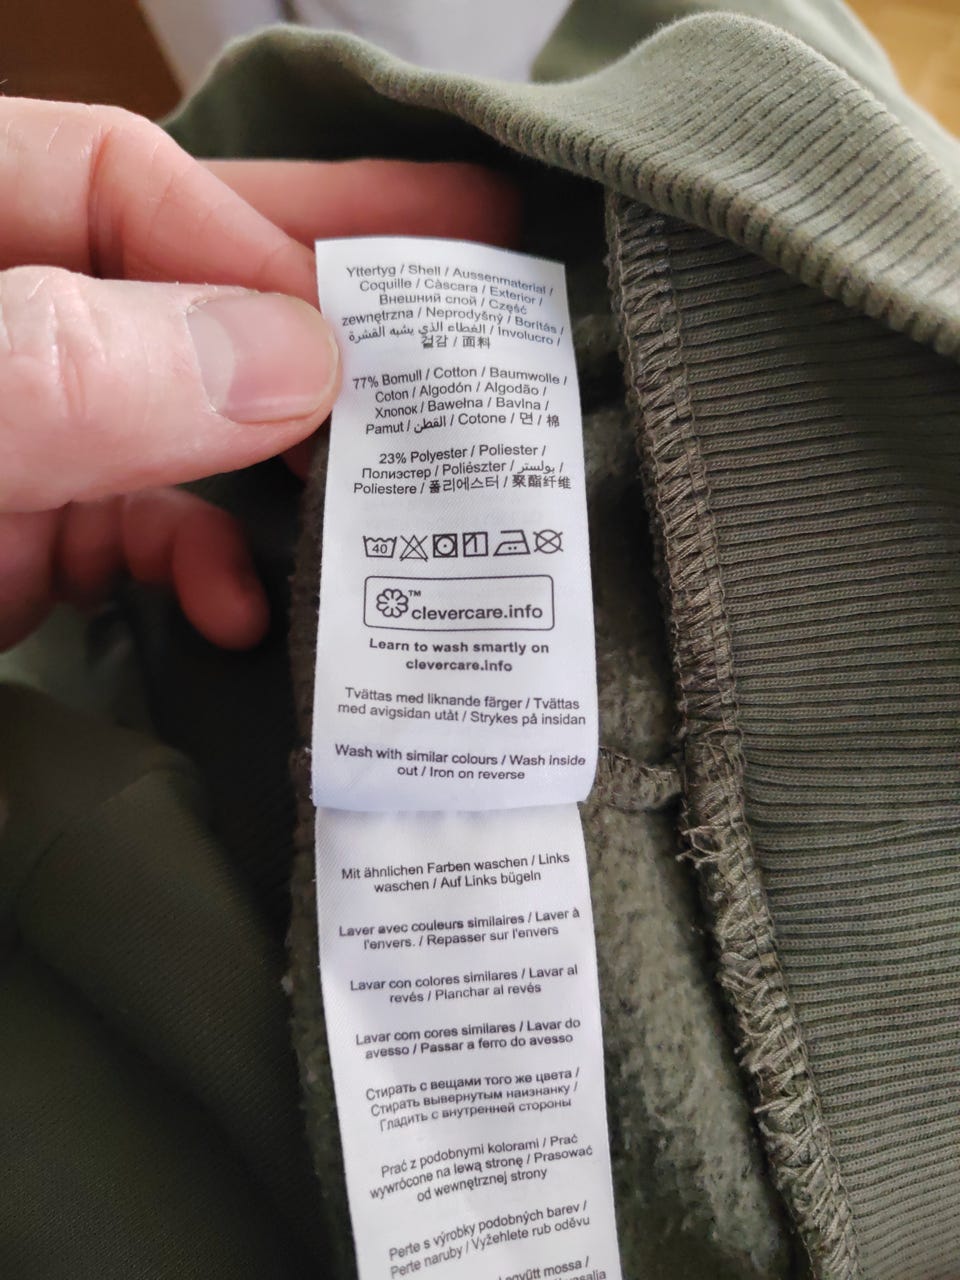 Yttertyg / Shell / Aussenmaterial /
Coquille / Càscara / Exterior /
Внешний слой / Część
zewnętrzna / Neprodyšný / Borítás /
الغطاء الذي يشبه القشرة / Involucro /
겉감 / 面料
77% Bomull / Cotton / Baumwolle /
Coton / Algodón / Algodão /
Хлопок / Bawełna / Bavlna /
Pamut / القطن / Cotone / 면 / 棉
23% Polyester / Poliester /
Полиэстер / Poliészter / بولستر /
Poliestere / 폴리에스터 / 聚酯纤维
40
clevercare.info™
Learn to wash smartly on
clevercare.info
Tvättas med liknande färger / Tvättas
med avigsidan utåt / Strykes på insidan
Wash with similar colours / Wash inside
out / Iron on reverse
Mit ähnlichen Farben waschen / Links
waschen / Auf Links bügeln
Laver avec couleurs similaires / Laver à
l'envers. / Repasser sur l'envers
Lavar con colores similares / Lavar al
revés / Planchar al revés
Lavar com cores similares / Lavar do
avesso / Passar a ferro do avesso
Стирать с вещами того же цвета /
Стирать вывернутым наизнанку /
Гладить с внутренней стороны
Prać z podobnymi kolorami / Prać
wywrócone na lewą stronę / Prasować
od wewnętrznej strony
Perte s výrobky podobných barev /
Perte naruby / Vyžehlete rub oděvu
együtt mossa /